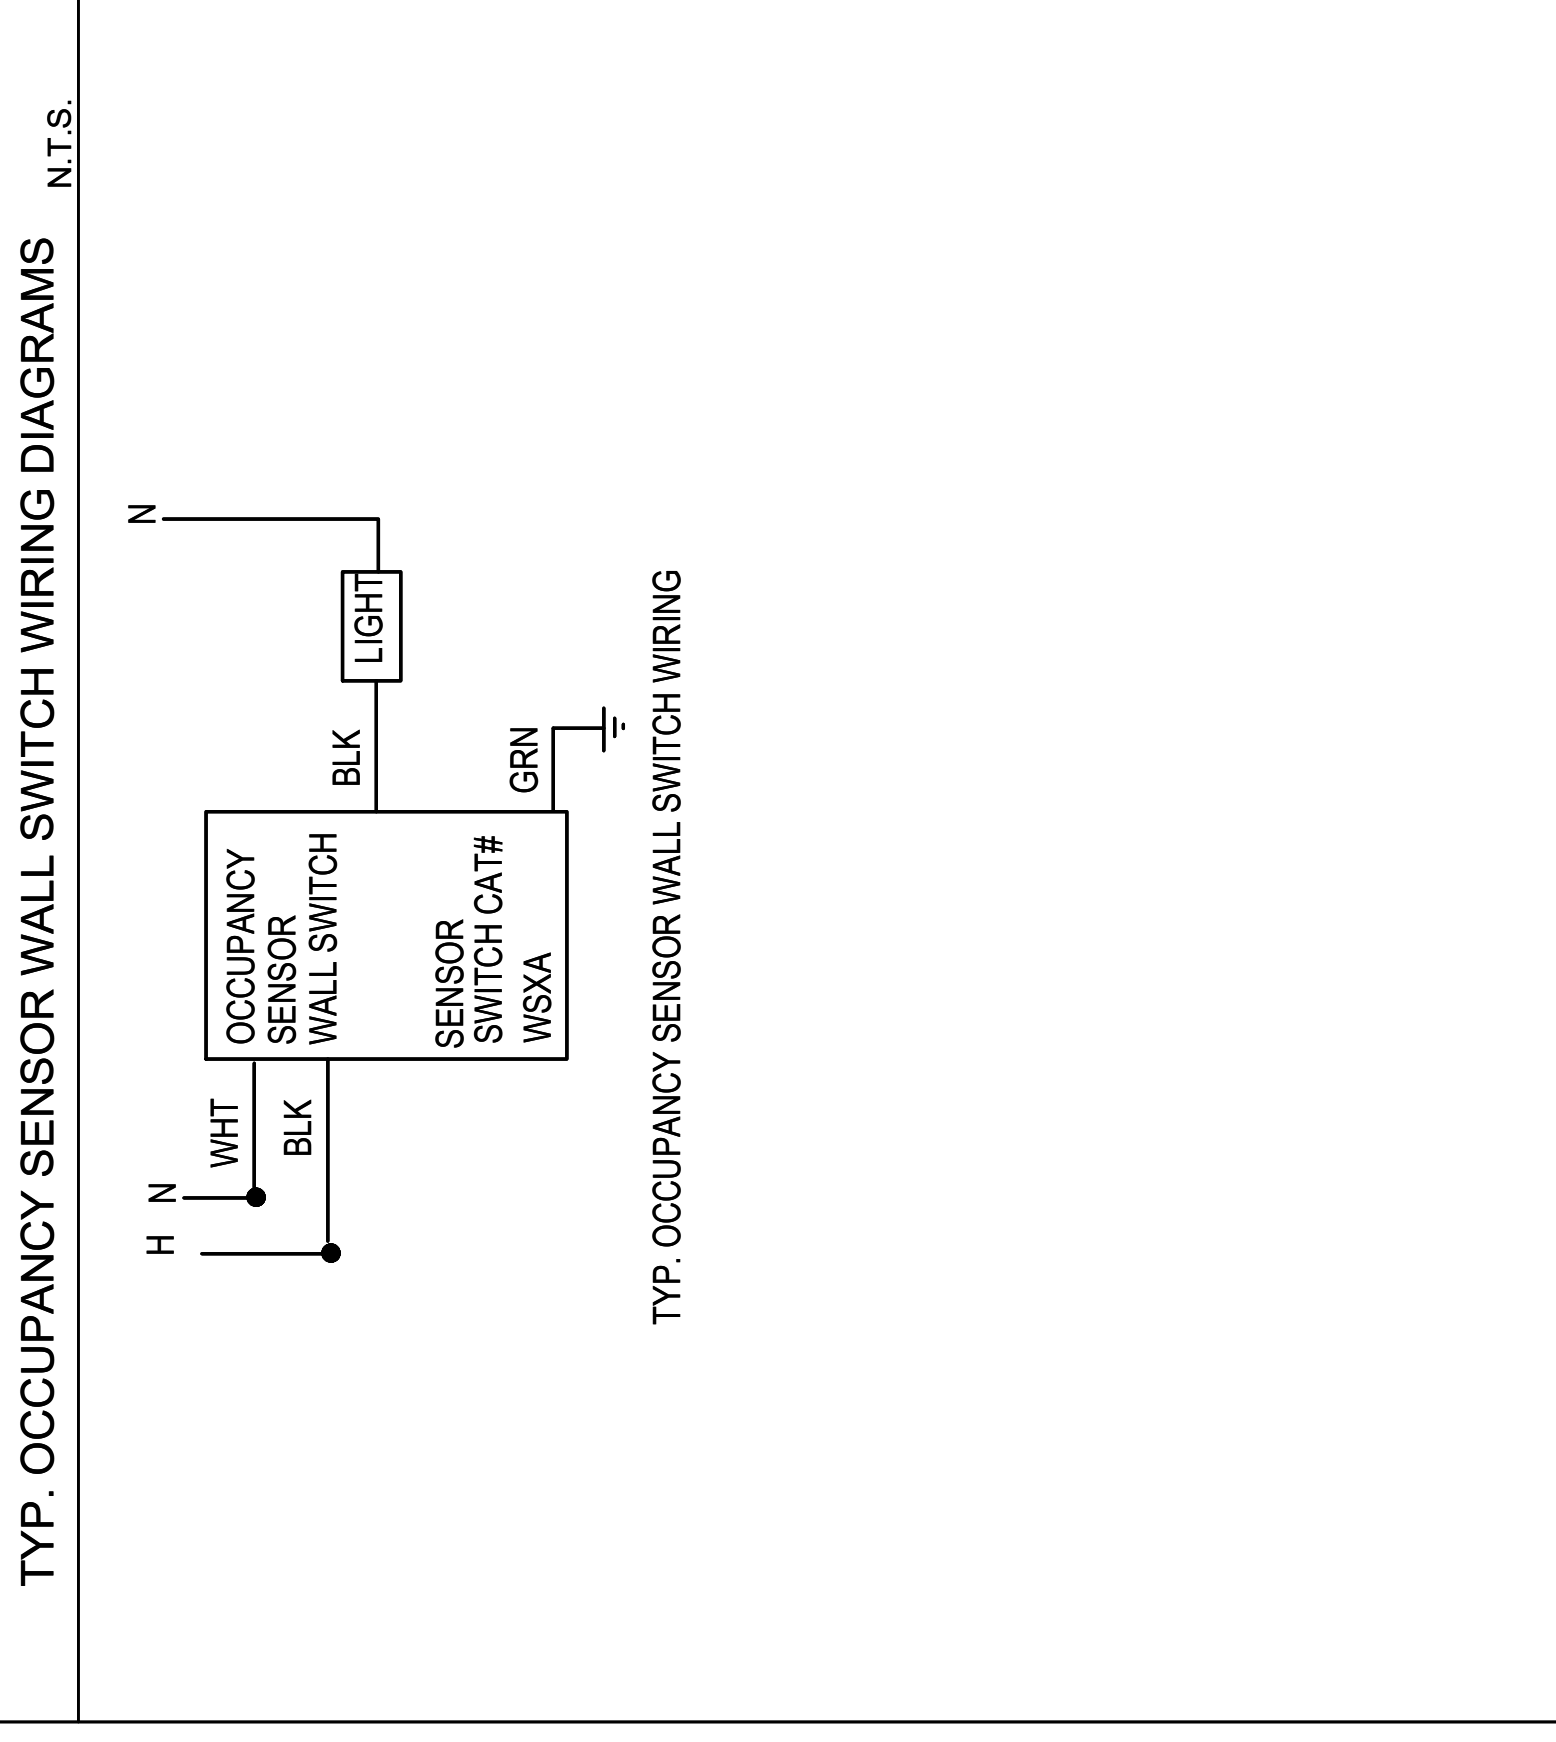 TYP. OCCUPANCY SENSOR WALL SWITCH WIRING DIAGRAMS
N.T.S.
H
N
N
WHT
BLK
OCCUPANCY
SENSOR
WALL SWITCH
SENSOR
SWITCH CAT#
WSXA
BLK
LIGHT
GRN
TYP. OCCUPANCY SENSOR WALL SWITCH WIRING